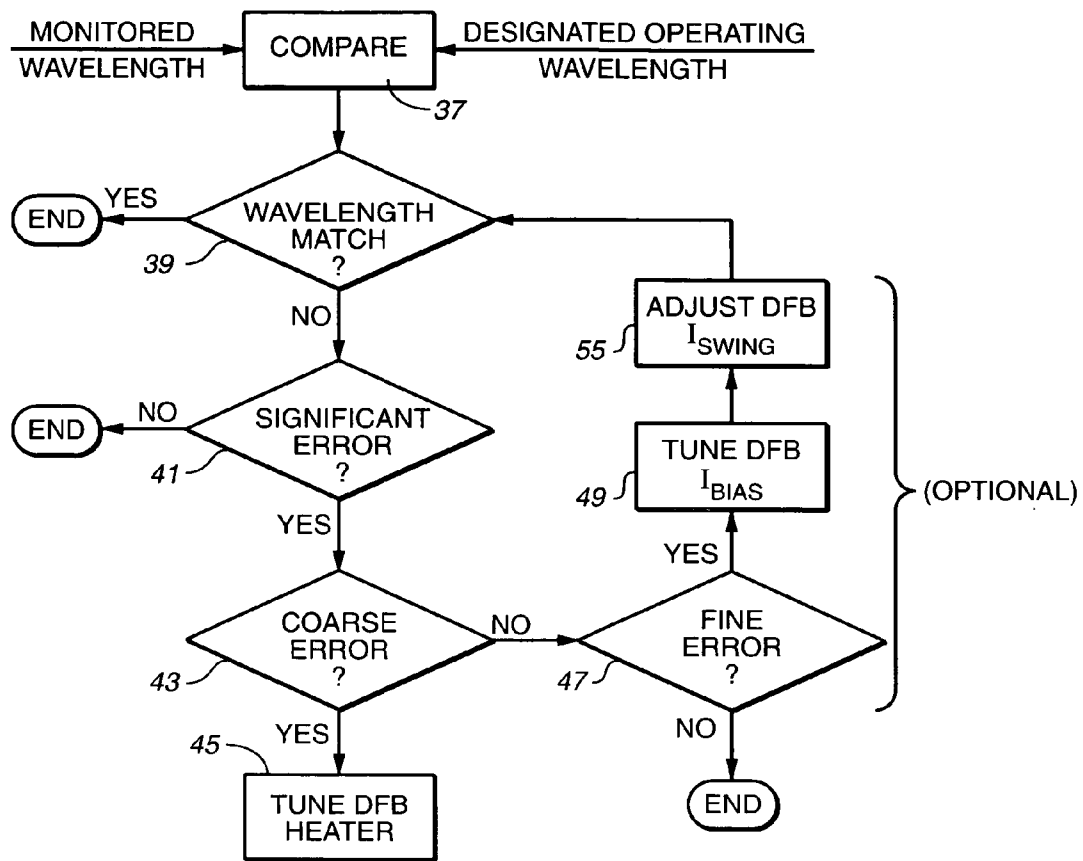 MONITORED
WAVELENGTH
COMPARE
37
DESIGNATED OPERATING
WAVELENGTH
END
YES
WAVELENGTH
MATCH
?
39
NO
ADJUST DFB
I SWING
55
END
NO
SIGNIFICANT
ERROR
?
41
TUNE DFB
I BIAS
49
(OPTIONAL)
YES
YES
COARSE
ERROR
?
43
NO
FINE
ERROR
?
47
YES
NO
45
TUNE DFB
HEATER
END